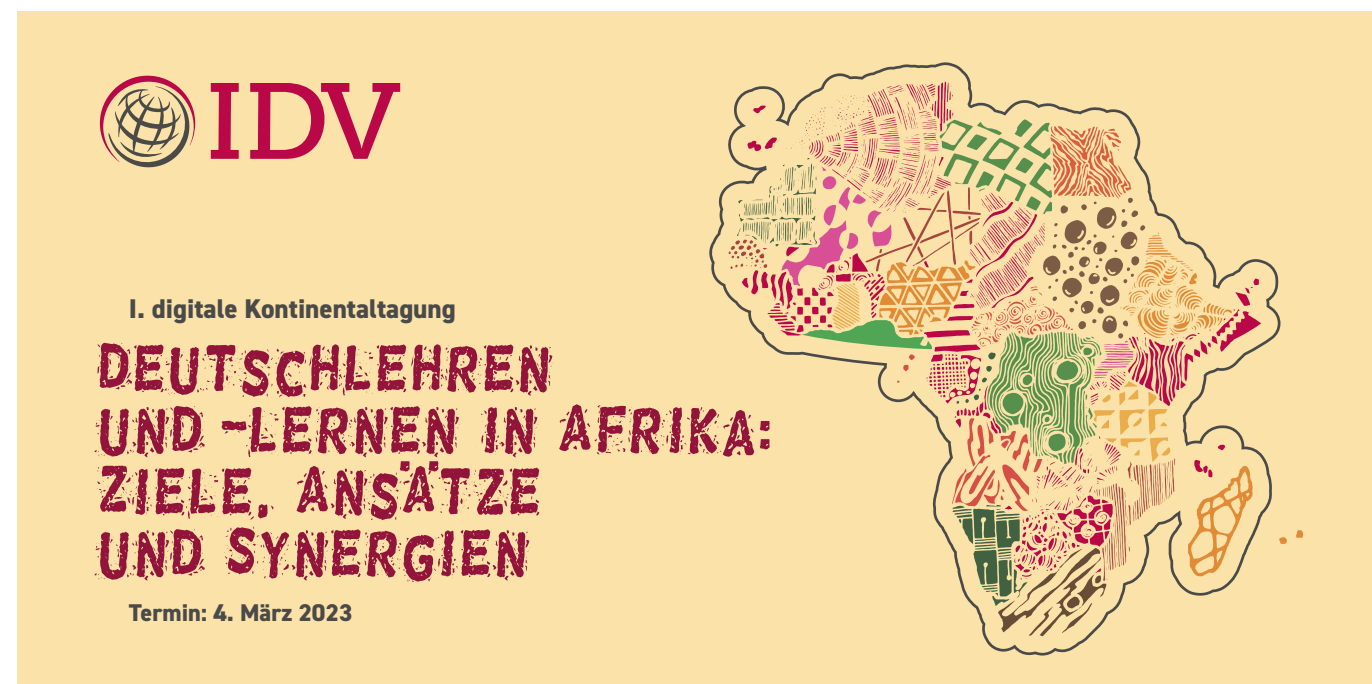 IDV
I. digitale Kontinentaltagung
DEUTSCHLEHREN
UND -LERNEN IN AFRIKA:
ZIELE, ANSÄTZE
UND SYNERGIEN
Termin: 4. März 2023